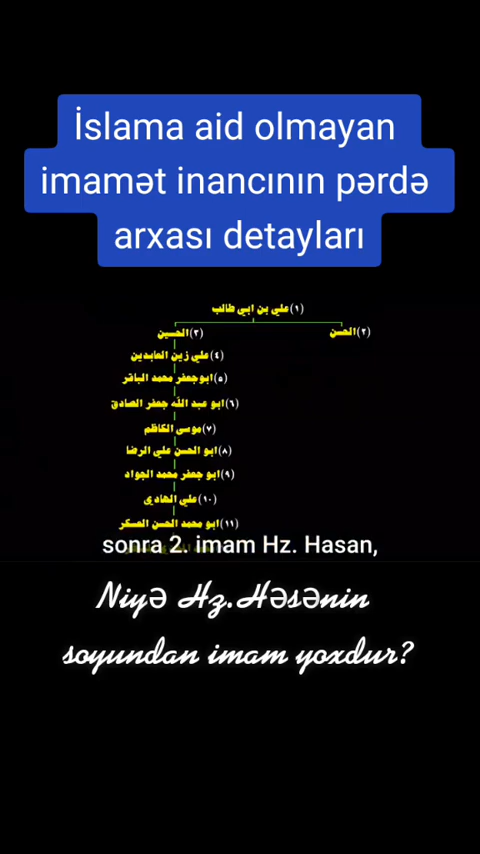 İslama aid olmayan
imamət inancının pərdə
arxası detayları
(١) علي بن ابي طالب
(٢) الحسن
(٣) الحسين
(٤) علي زين العابدين
(٥) ابو جعفر محمد الباقر
(٦) ابو عبد الله جعفر الصادق
(٧) موسى الكاظم
(٨) ابو الحسن علي الرضا
(٩) ابو جعفر محمد الجواد
(١٠) علي الهادي
(١١) ابو محمد الحسن العسكر
sonra 2. imam Hz. Hasan,
Niyə Hz.Həsənin
soyundan imam yoxdur?